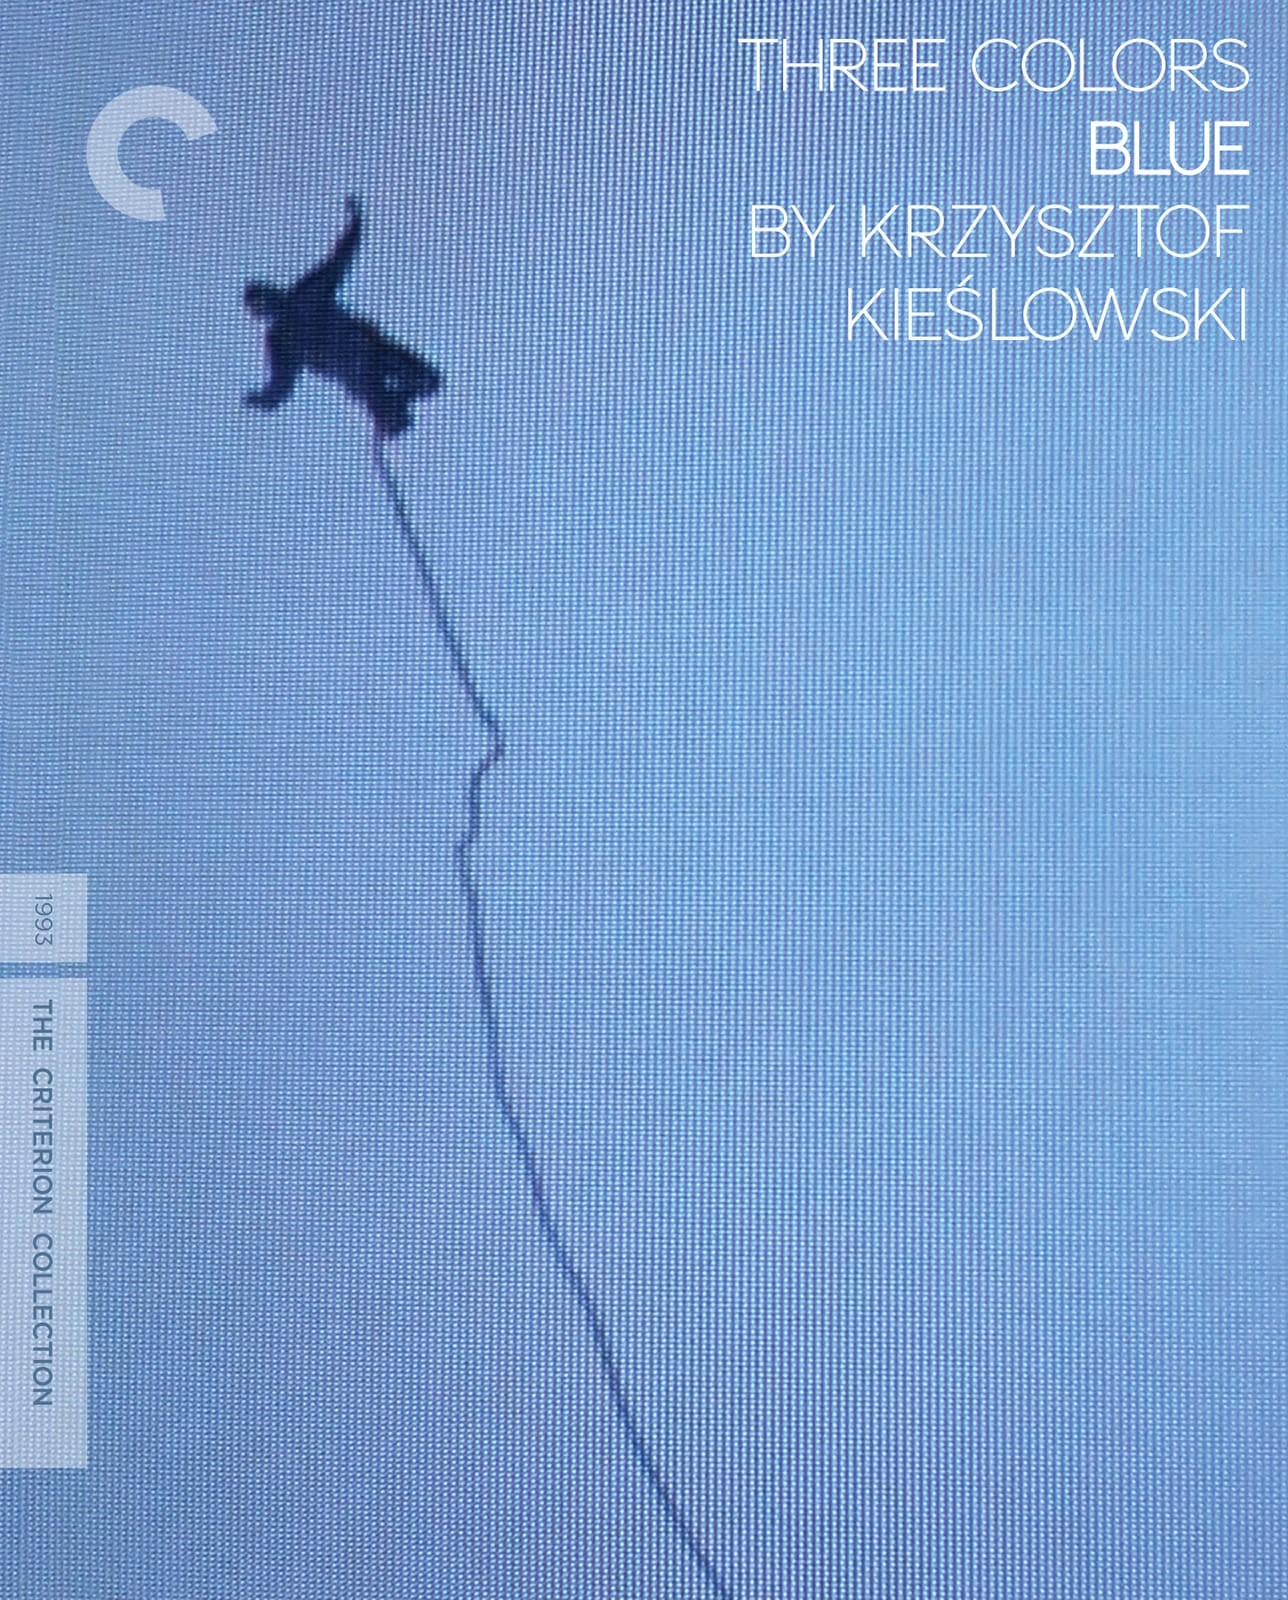 THREE COLORS
BLUE
BY KRZYSZTOF
KIEŚLOWSKI
1993
THE CRITERION COLLECTION